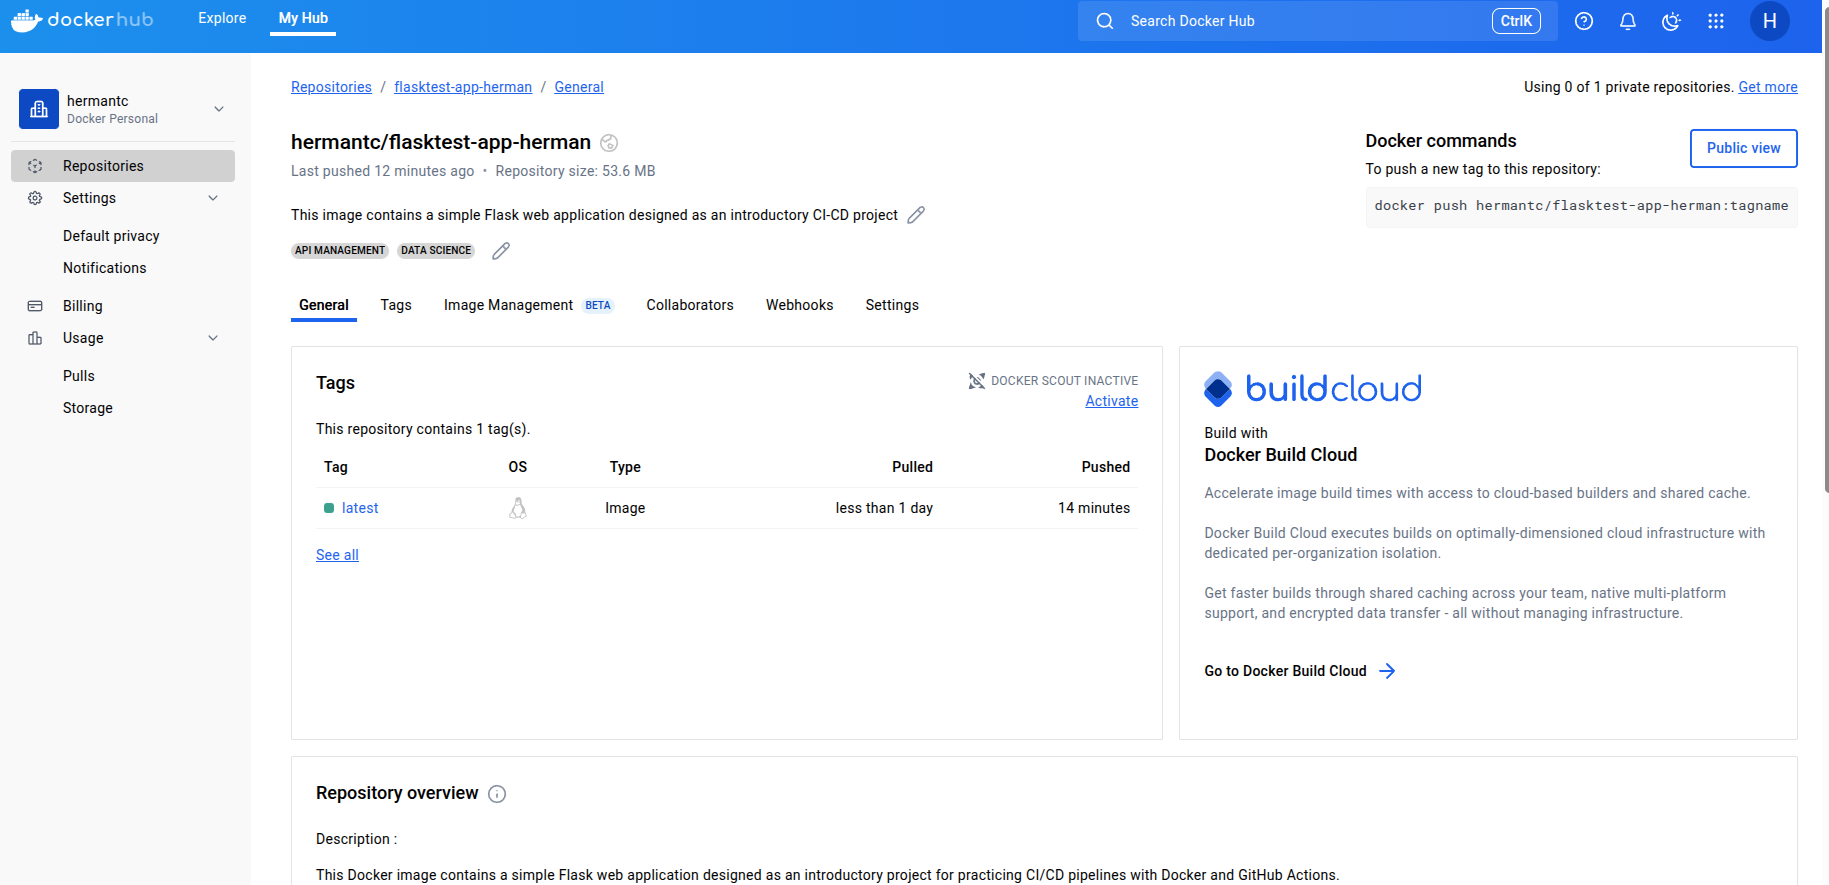 dockerhub
Explore
My Hub
Search Docker Hub
CtrlK
H
hermantc
Docker Personal
Repositories
Settings
Default privacy
Notifications
Billing
Usage
Pulls
Storage
Repositories / flasktest-app-herman / General
Using 0 of 1 private repositories. Get more
hermantc/flasktest-app-herman
Last pushed 12 minutes ago • Repository size: 53.6 MB
This image contains a simple Flask web application designed as an introductory CI-CD project
API MANAGEMENT DATA SCIENCE
Docker commands
Public view
To push a new tag to this repository:
docker push hermantc/flasktest-app-herman:tagname
General Tags Image Management BETA Collaborators Webhooks Settings
Tags
DOCKER SCOUT INACTIVE
Activate
This repository contains 1 tag(s).
Tag OS Type Pulled Pushed
latest Image less than 1 day 14 minutes
See all
buildcloud
Build with
Docker Build Cloud
Accelerate image build times with access to cloud-based builders and shared cache.
Docker Build Cloud executes builds on optimally-dimensioned cloud infrastructure with
dedicated per-organization isolation.
Get faster builds through shared caching across your team, native multi-platform
support, and encrypted data transfer - all without managing infrastructure.
Go to Docker Build Cloud
Repository overview
Description :
This Docker image contains a simple Flask web application designed as an introductory project for practicing CI/CD pipelines with Docker and GitHub Actions.